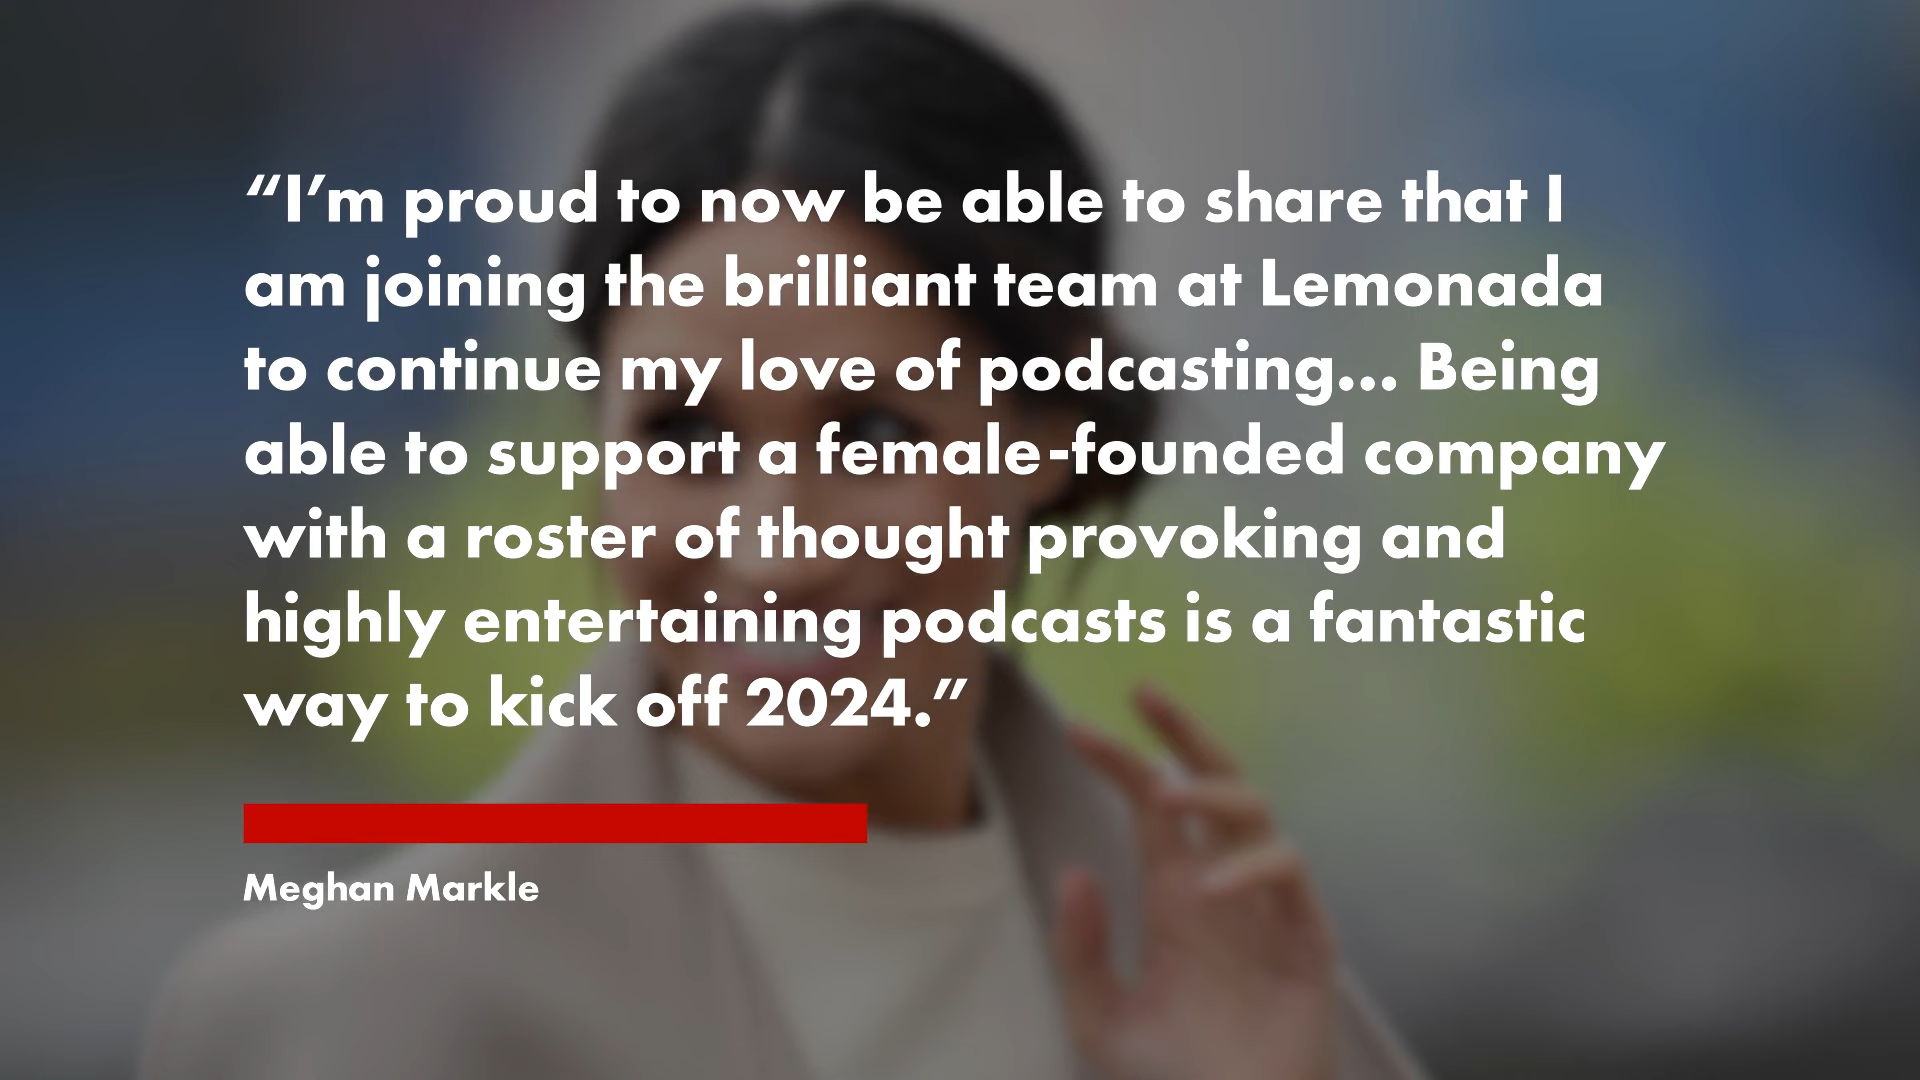 “I’m proud to now be able to share that I
am joining the brilliant team at Lemonada
to continue my love of podcasting... Being
able to support a female-founded company
with a roster of thought provoking and
highly entertaining podcasts is a fantastic
way to kick off 2024.”
Meghan Markle